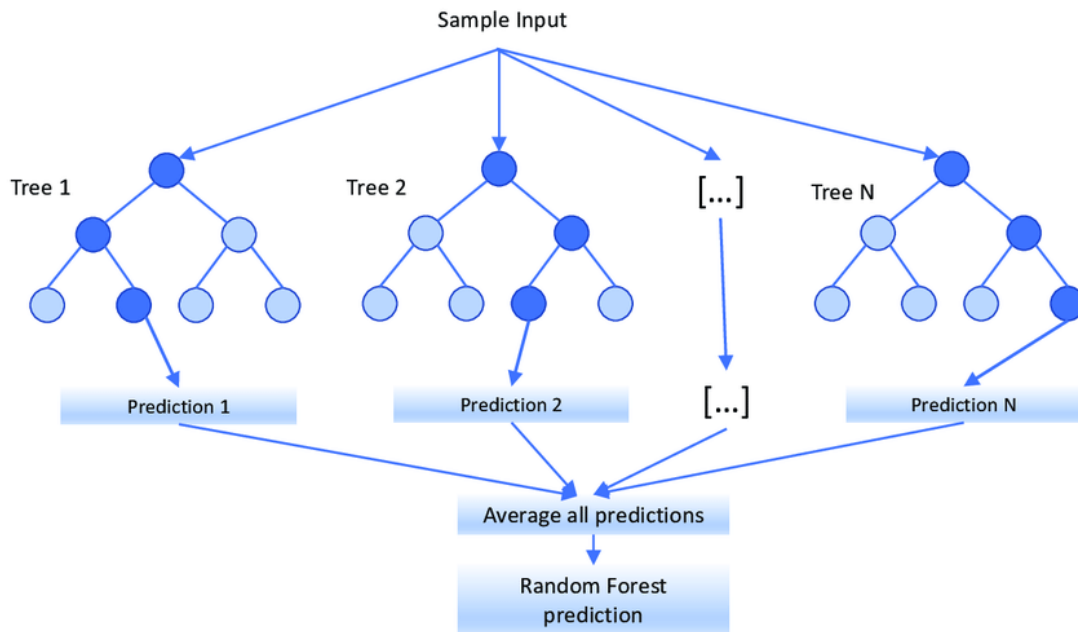 Sample Input
Tree 1
Tree 2
[...]
Tree N
Prediction 1
Prediction 2
[...]
Prediction N
Average all predictions
Random Forest
prediction